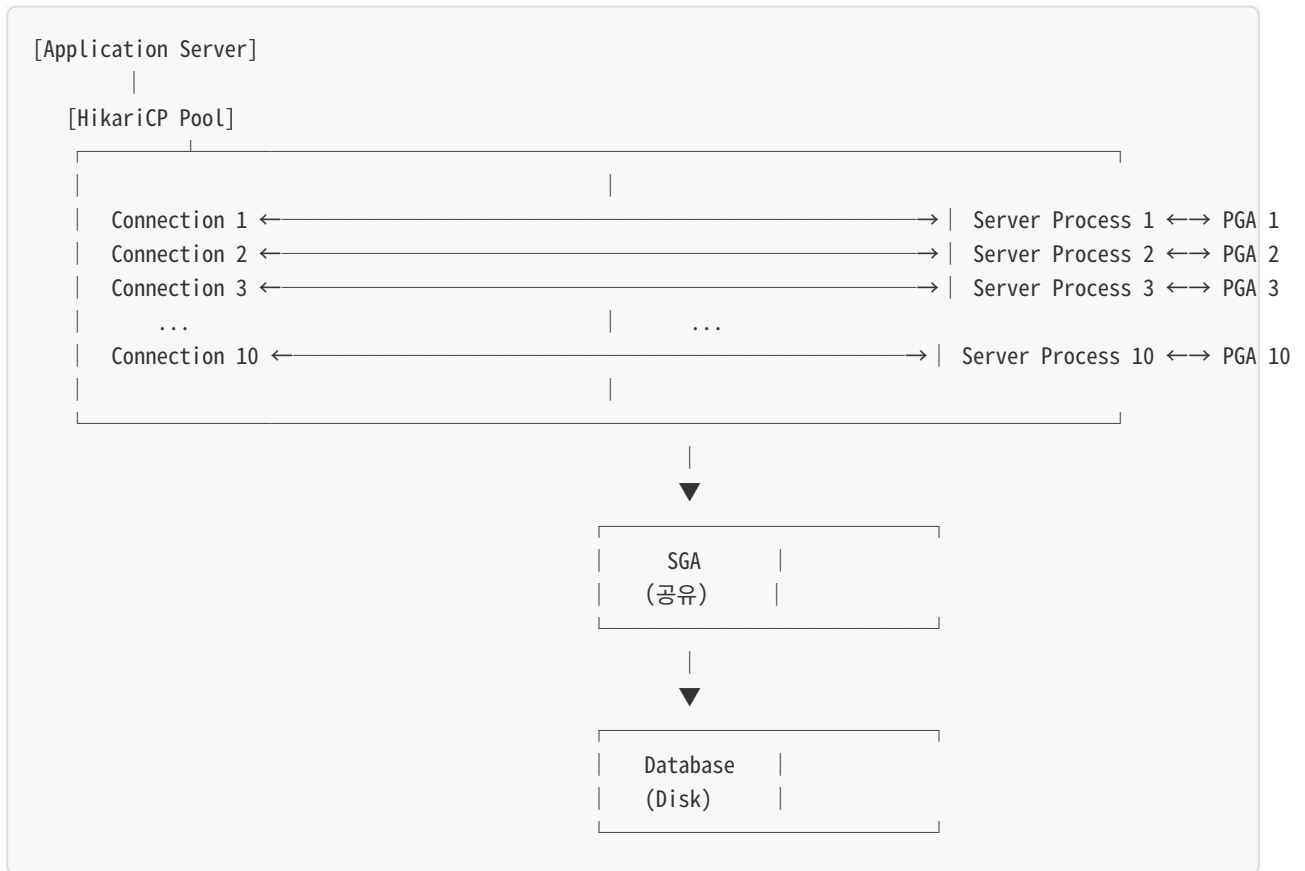 [Application Server]
[HikariCP Pool]
Connection 1 ←→ Server Process 1 ←→ PGA 1
Connection 2 ←→ Server Process 2 ←→ PGA 2
Connection 3 ←→ Server Process 3 ←→ PGA 3
... ...
Connection 10 ←→ Server Process 10 ←→ PGA 10
SGA
(공유)
Database
(Disk)